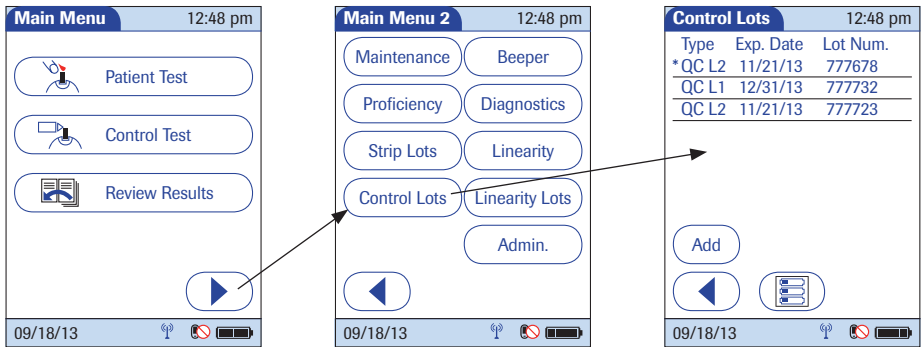 Main Menu 12:48 pm
Patient Test
Control Test
Review Results
09/18/13
Main Menu 2 12:48 pm
Maintenance Beeper
Proficiency Diagnostics
Strip Lots Linearity
Control Lots Linearity Lots
Admin.
09/18/13
Control Lots 12:48 pm
Type Exp. Date Lot Num.
*QC L2 11/21/13 777678
QC L1 12/31/13 777732
QC L2 11/21/13 777723
Add
09/18/13